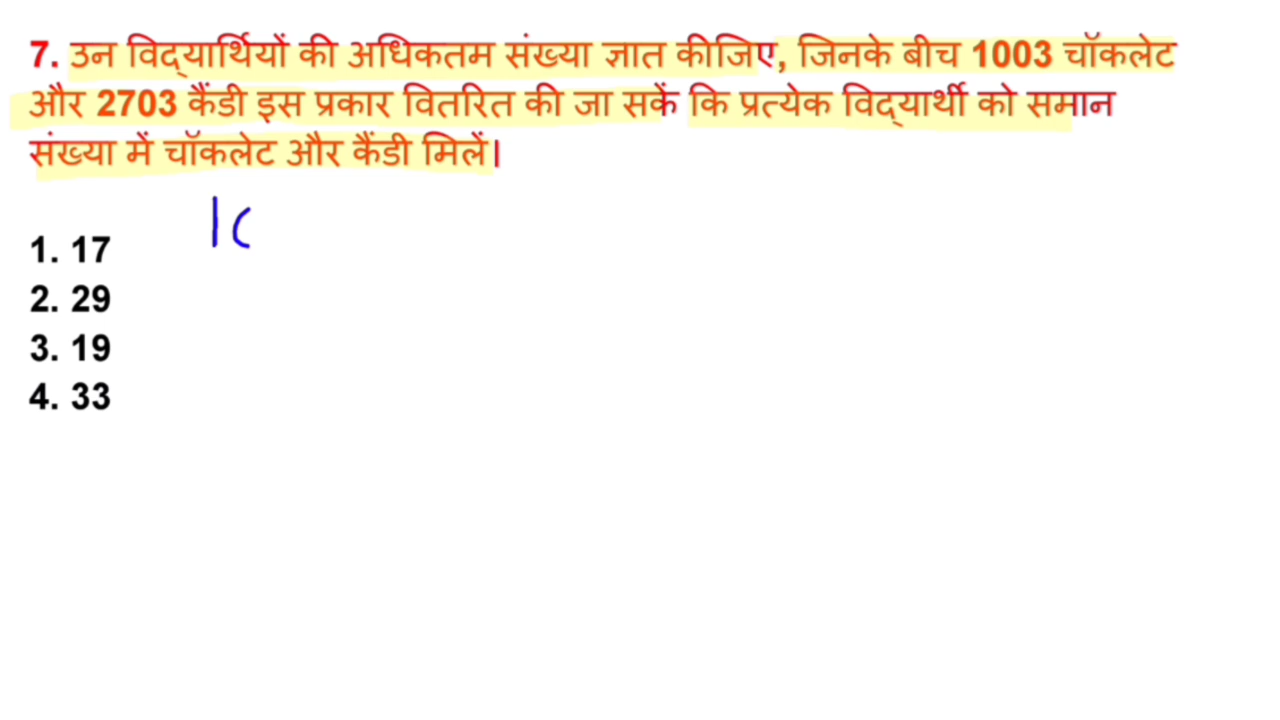 7. उन विद्यार्थियों की अधिकतम संख्या ज्ञात कीजिए, जिनके बीच 1003 चॉकलेट
और 2703 कैंडी इस प्रकार वितरित की जा सकें कि प्रत्येक विद्यार्थी को समान
संख्या में चॉकलेट और कैंडी मिलें।
1. 17
2. 29
3. 19
4. 33